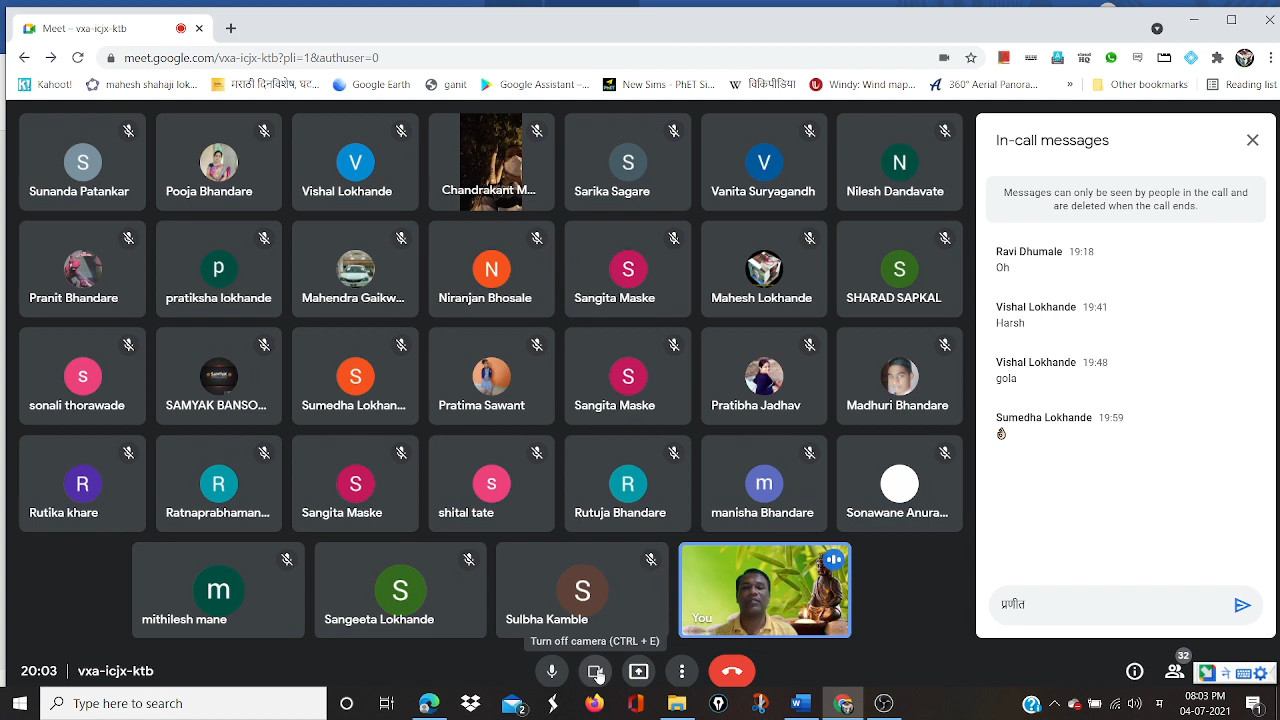 Meet – vxa-icjx-ktb
meet.google.com/vxa-icjx-ktb?pli=1&authuser=0
Kahoot!
mahesh shahaji lok...
मराठी विश्वकोश, पर...
Google Earth
ganit
Google Assistant –...
New Sims - PhET Si...
विकिपीडिया
Windy: Wind map...
360° Aerial Panora...
»
Other bookmarks
Reading list
S
Sunanda Patankar
Pooja Bhandare
V
Vishal Lokhande
Chandrakant M...
S
Sarika Sagare
V
Vanita Suryagandh
N
Nilesh Dandavate
Pranit Bhandare
p
pratiksha lokhande
Mahendra Gaikw...
N
Niranjan Bhosale
S
Sangita Maske
Mahesh Lokhande
S
SHARAD SAPKAL
s
sonali thorawade
SAMYAK BANSO...
S
Sumedha Lokhan...
Pratima Sawant
S
Sangita Maske
Pratibha Jadhav
Madhuri Bhandare
R
Rutika khare
R
Ratnaprabhaman...
S
Sangita Maske
s
shital tate
R
Rutuja Bhandare
m
manisha Bhandare
Sonawane Anura...
m
mithilesh mane
S
Sangeeta Lokhande
S
Sulbha Kamble
You
Turn off camera (CTRL + E)
In-call messages
Messages can only be seen by people in the call and
are deleted when the call ends.
Ravi Dhumale 19:18
Oh
Vishal Lokhande 19:41
Harsh
Vishal Lokhande 19:48
gola
Sumedha Lokhande 19:59
👌
प्रणीत
20:03 | vxa-icjx-ktb
32
ने
Type here to search
2
08:03 PM
04-07-2021
1